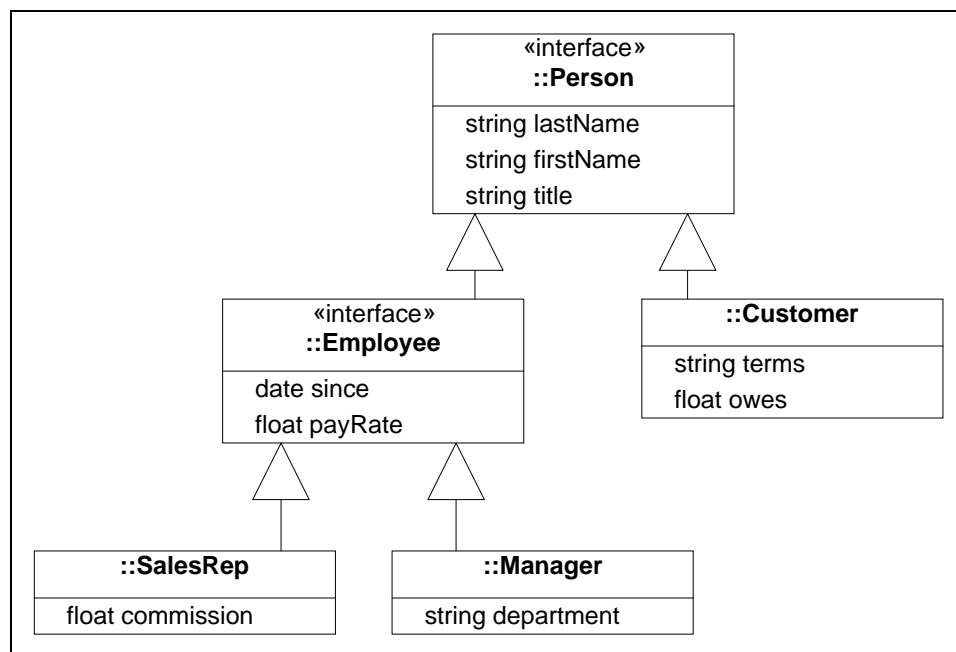 «interface»
::Person
string lastName
string firstName
string title
«interface»
::Employee
date since
float payRate
::Customer
string terms
float owes
::SalesRep
float commission
::Manager
string department